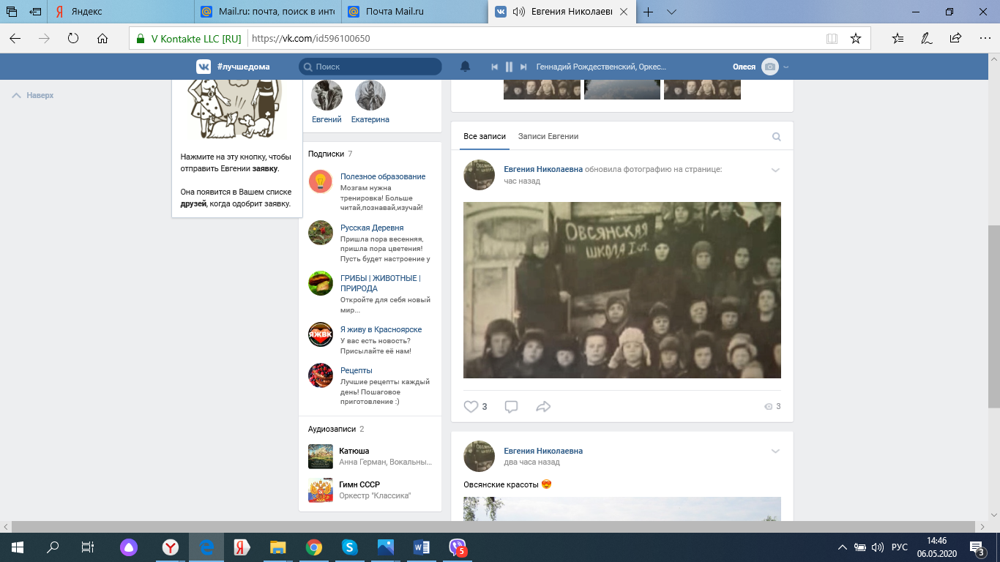 Яндекс
Mail.ru: почта, поиск в инте
Почта Mail.ru
Евгения Николаевн
V Kontakte LLC [RU]
https://vk.com/id596100650
#лучшедома
Поиск
Геннадий Рождественский, Оркес...
Олеся
Наверх
Нажмите на эту кнопку, чтобы
отправить Евгении заявку.
Она появится в Вашем списке
друзей, когда одобрит заявку.
Евгений
Екатерина
Подписки 7
Полезное образование
Мозгам нужна
тренировка! Больше
читай,познавай,изучай!
Русская Деревня
Пришла пора весенняя,
пришла пора цветения!
Пусть будет настроение у
ГРИБЫ | ЖИВОТНЫЕ |
ПРИРОДА
Откройте для себя новый
мир...
ЯЖВК
Я живу в Красноярске
У вас есть новость?
Присылайте её нам!
Рецепты
Лучшие рецепты каждый
день! Пошаговое
приготовление :)
Аудиозаписи 2
Катюша
Анна Герман, Вокальны...
Гимн СССР
Оркестр "Классика"
Все записи
Записи Евгении
Евгения Николаевна обновила фотографию на странице:
час назад
ОВСЯНСКАЯ
ШКОЛА I ст.
3
3
Евгения Николаевна
два часа назад
Овсянские красоты
5
РУС
14:46
06.05.2020
3